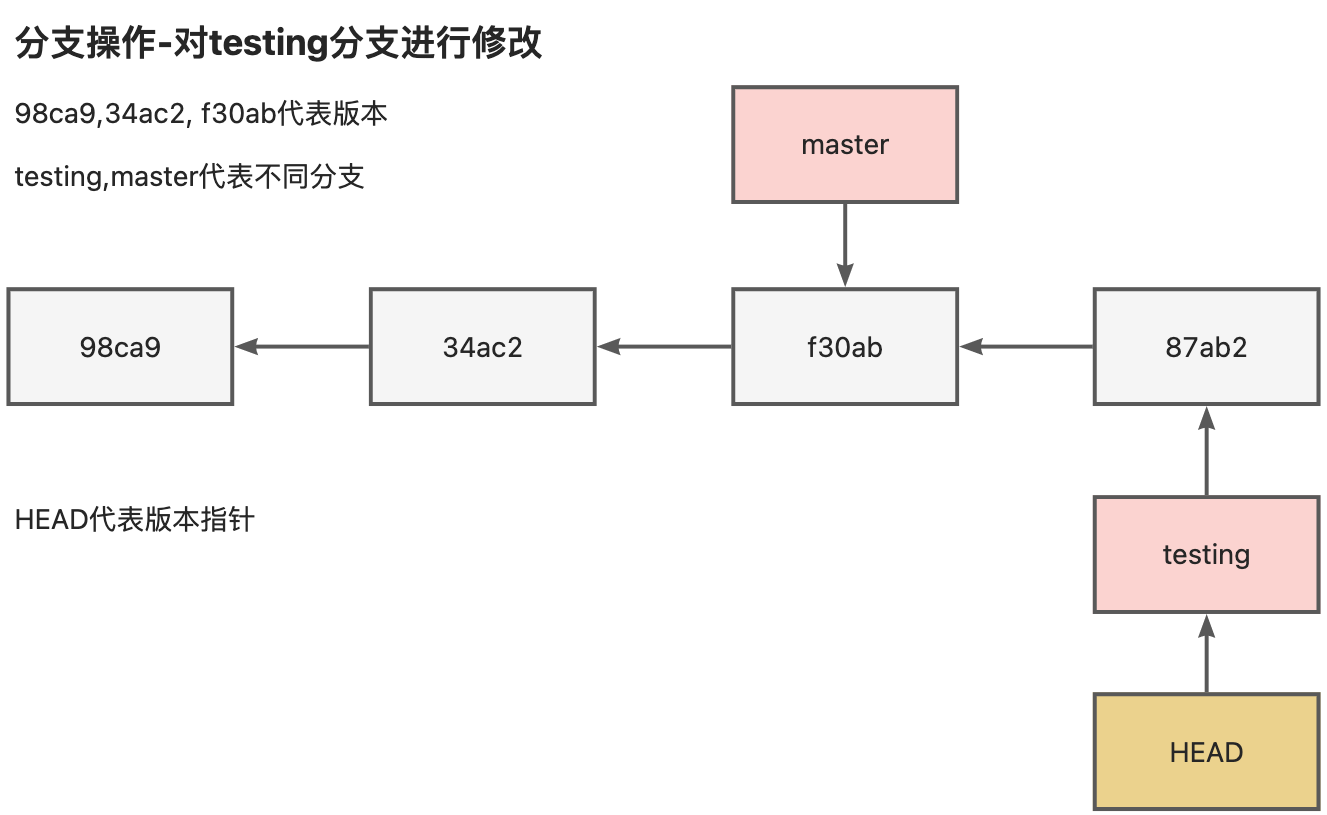 分支操作-对testing分支进行修改
98ca9,34ac2, f30ab代表版本
testing,master代表不同分支
master
98ca9
34ac2
f30ab
87ab2
HEAD代表版本指针
testing
HEAD